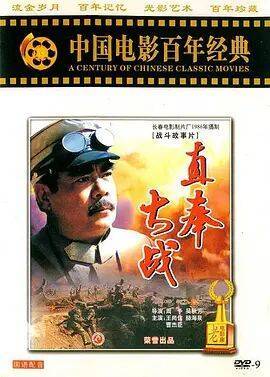 流金岁月 百年记忆 光影艺术 百年珍藏
中国电影百年经典
A CENTURY OF CHINESE CLASSIC MOVIES
长春电影制片厂1986年摄制
[战斗故事片]
直奉大战
荣誉出品
国语配音
DVD-9